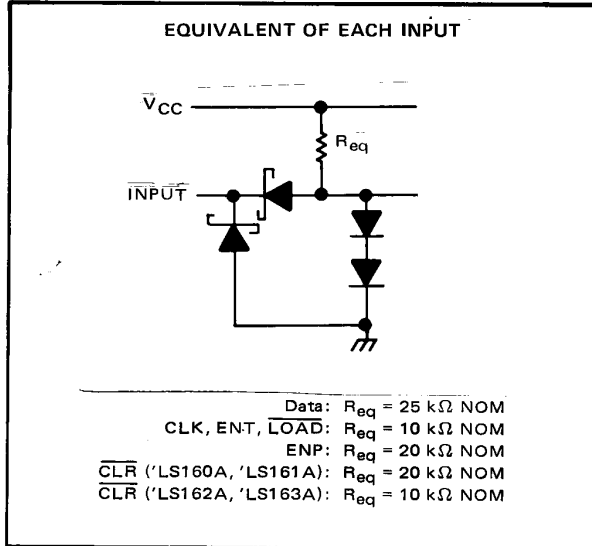 EQUIVALENT OF EACH INPUT
VCC
Req
INPUT
Data: Req = 25 kΩ NOM
CLK, ENT, LOAD: Req = 10 kΩ NOM
ENP: Req = 20 kΩ NOM
CLR ('LS160A, 'LS161A): Req = 20 kΩ NOM
CLR ('LS162A, 'LS163A): Req = 10 kΩ NOM